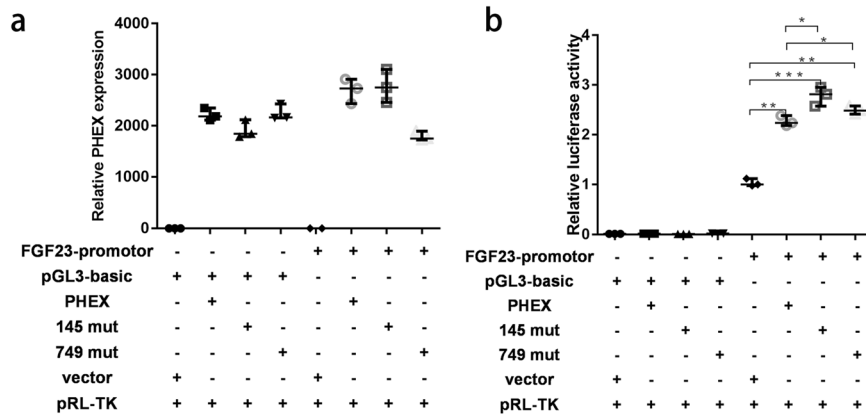 a
Relative PHEX expression
4000
3000
2000
1000
0
FGF23-promotor - - - - + + + +
pGL3-basic + + + + - - - -
PHEX - + - - - + - -
145 mut - - + - - - + -
749 mut - - - + - - - +
vector + - - - + - - -
pRL-TK + + + + + + + +
b
Relative luciferase activity
4
3
2
1
0
*
*
**
***
**
FGF23-promotor - - - - + + + +
pGL3-basic + + + + - - - -
PHEX - + - - - + - -
145 mut - - + - - - + -
749 mut - - - + - - - +
vector + - - - + - - -
pRL-TK + + + + + + + +